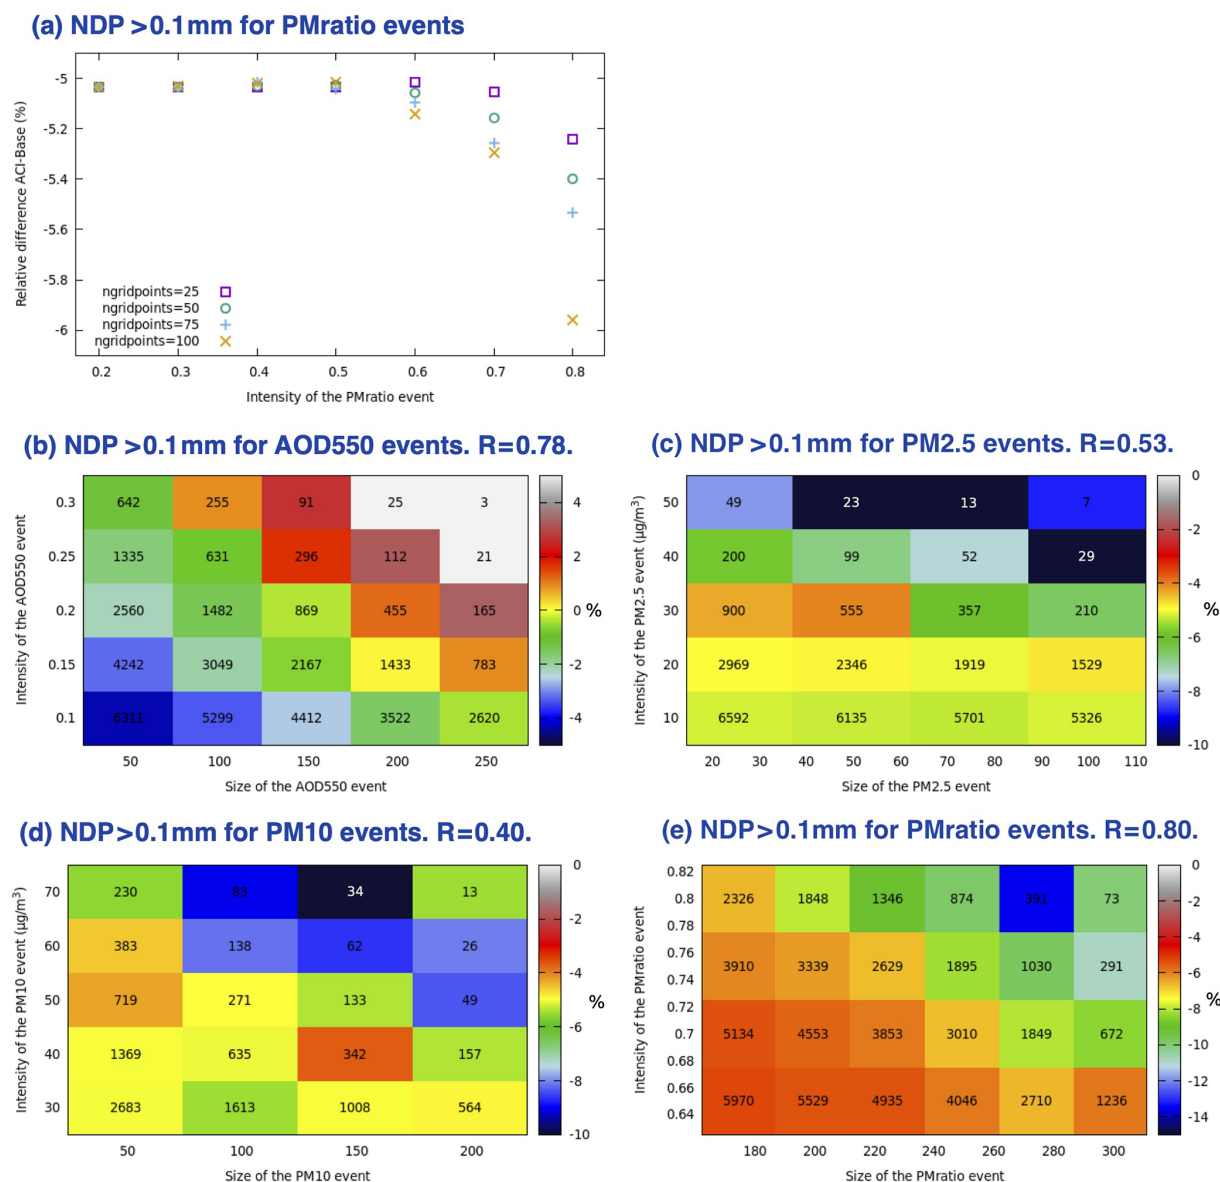 (a) NDP >0.1mm for PMratio events
Relative difference ACI-Base (%)
-5
-5.2
-5.4
-5.6
-5.8
-6
ngridpoints=25
ngridpoints=50
ngridpoints=75
ngridpoints=100
0.2 0.3 0.4 0.5 0.6 0.7 0.8
Intensity of the PMratio event
(b) NDP >0.1mm for AOD550 events. R=0.78.
Intensity of the AOD550 event
0.3 642 255 91 25 3
0.25 1335 631 296 112 21
0.2 2560 1482 869 455 165
0.15 4242 3049 2167 1433 783
0.1 6311 5299 4412 3522 2620
50 100 150 200 250
Size of the AOD550 event
4
2
0 %
-2
-4
(c) NDP >0.1mm for PM2.5 events. R=0.53.
Intensity of the PM2.5 event (μg/m³)
50 49 23 13 7
40 200 99 52 29
30 900 555 357 210
20 2969 2346 1919 1529
10 6592 6135 5701 5326
20 30 40 50 60 70 80 90 100 110
Size of the PM2.5 event
0
-2
-4
%
-6
-8
-10
(d) NDP>0.1mm for PM10 events. R=0.40.
Intensity of the PM10 event (μg/m³)
70 230 83 34 13
60 383 138 62 26
50 719 271 133 49
40 1369 635 342 157
30 2683 1613 1008 564
50 100 150 200
Size of the PM10 event
0
-2
-4
%
-6
-8
-10
(e) NDP>0.1mm for PMratio events. R=0.80.
Intensity of the PMratio event
0.82
0.8 2326 1848 1346 874 391 73
0.78
0.76
3910 3339 2629 1895 1030 291
0.74
0.72
0.7 5134 4553 3853 3010 1849 672
0.68
0.66
5970 5529 4935 4046 2710 1236
0.64
180 200 220 240 260 280 300
Size of the PMratio event
0
-2
-4
-6
%
-8
-10
-12
-14